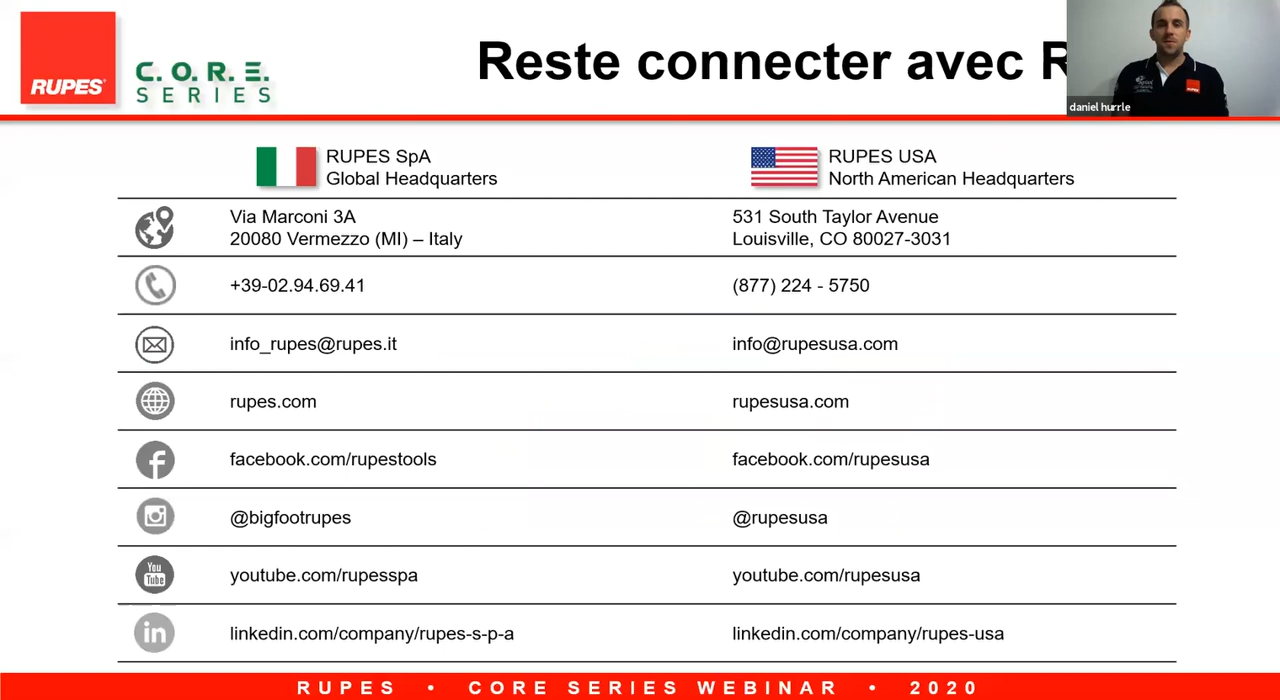 RUPES
C.O.R.E.
SERIES
Reste connecter avec
daniel hurrle
RUPES SpA
Global Headquarters
RUPES USA
North American Headquarters
Via Marconi 3A
20080 Vermezzo (MI) – Italy
531 South Taylor Avenue
Louisville, CO 80027-3031
+39-02.94.69.41
(877) 224 - 5750
info_rupes@rupes.it
info@rupesusa.com
rupes.com
rupesusa.com
facebook.com/rupestools
facebook.com/rupesusa
@bigfootrupes
@rupesusa
You
Tube
youtube.com/rupesspa
youtube.com/rupesusa
in
linkedin.com/company/rupes-s-p-a
linkedin.com/company/rupes-usa
RUPES • CORE SERIES WEBINAR • 2020